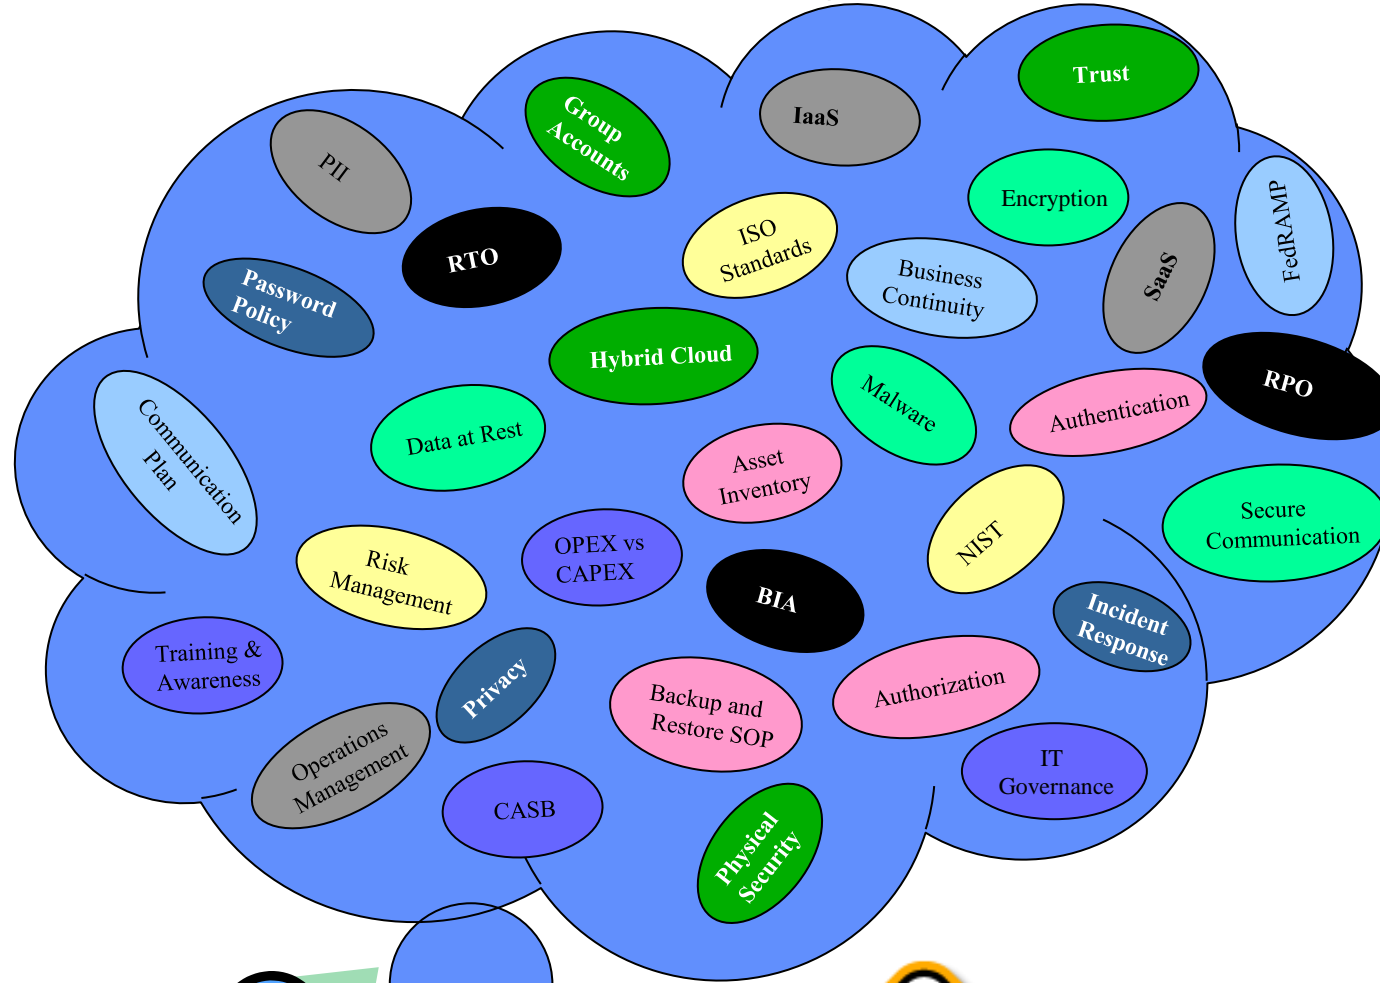 Trust
Group
Accounts
IaaS
PII
Encryption
FedRAMP
RTO
ISO
Standards
SaaS
Business
Continuity
Password
Policy
Hybrid Cloud
RPO
Malware
Authentication
Communication
Plan
Data at Rest
Asset
Inventory
Secure
Communication
NIST
OPEX vs
CAPEX
Risk
Management
BIA
Incident
Response
Training &
Awareness
Privacy
Authorization
Backup and
Restore SOP
Operations
Management
IT
Governance
CASB
Physical
Security